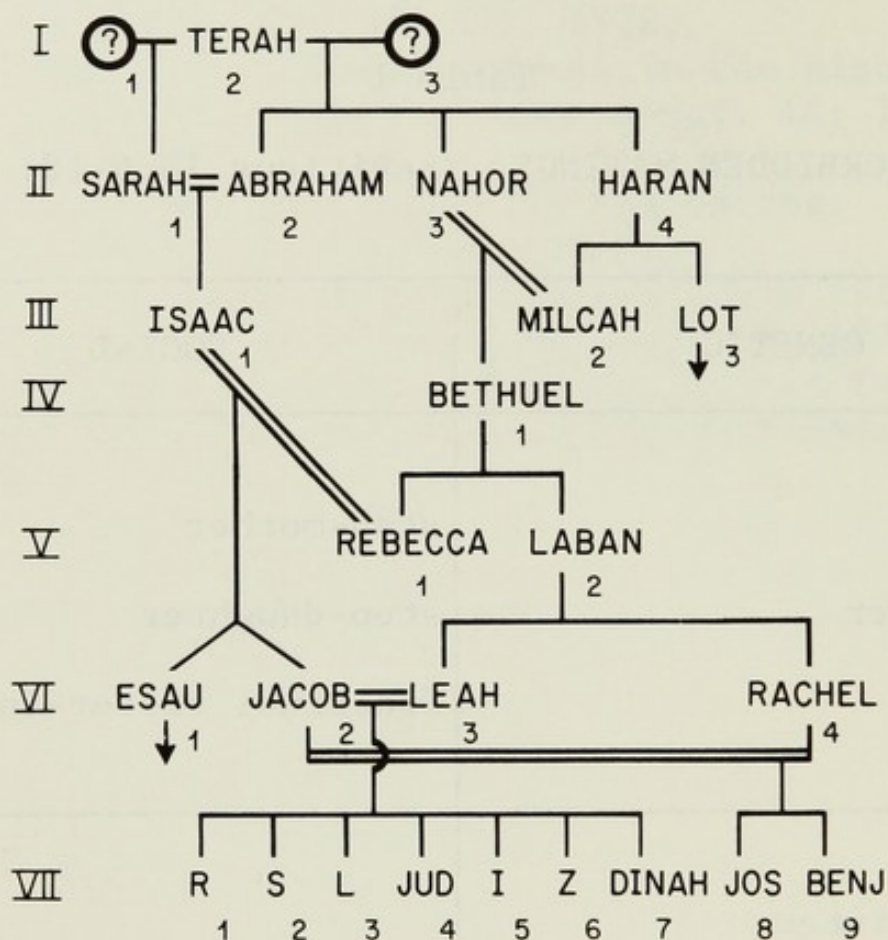 I ? TERAH ?
1 2 3
II SARAH ABRAHAM NAHOR HARAN
1 2 3 4
III ISAAC MILCAH LOT
1 2 3
IV BETHUEL
1
V REBECCA LABAN
1 2
VI ESAU JACOB LEAH RACHEL
1 2 3 4
VII R S L JUD I Z DINAH JOS BENJ
1 2 3 4 5 6 7 8 9